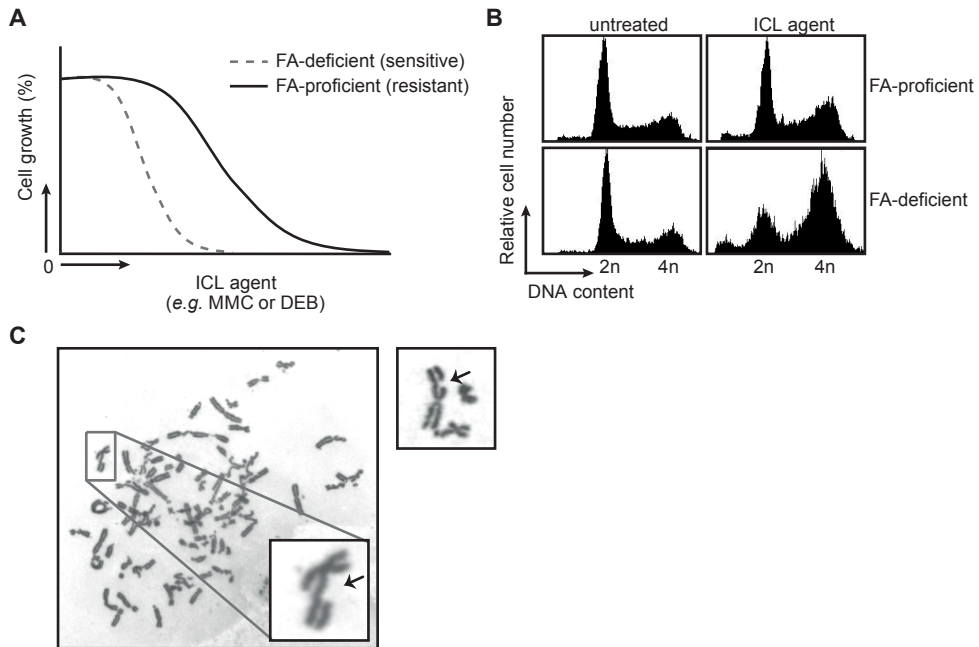 A
FA-deficient (sensitive)
FA-proficient (resistant)
Cell growth (%)
0
ICL agent
(e.g. MMC or DEB)
B
untreated
ICL agent
FA-proficient
FA-deficient
Relative cell number
2n
4n
2n
4n
DNA content
C